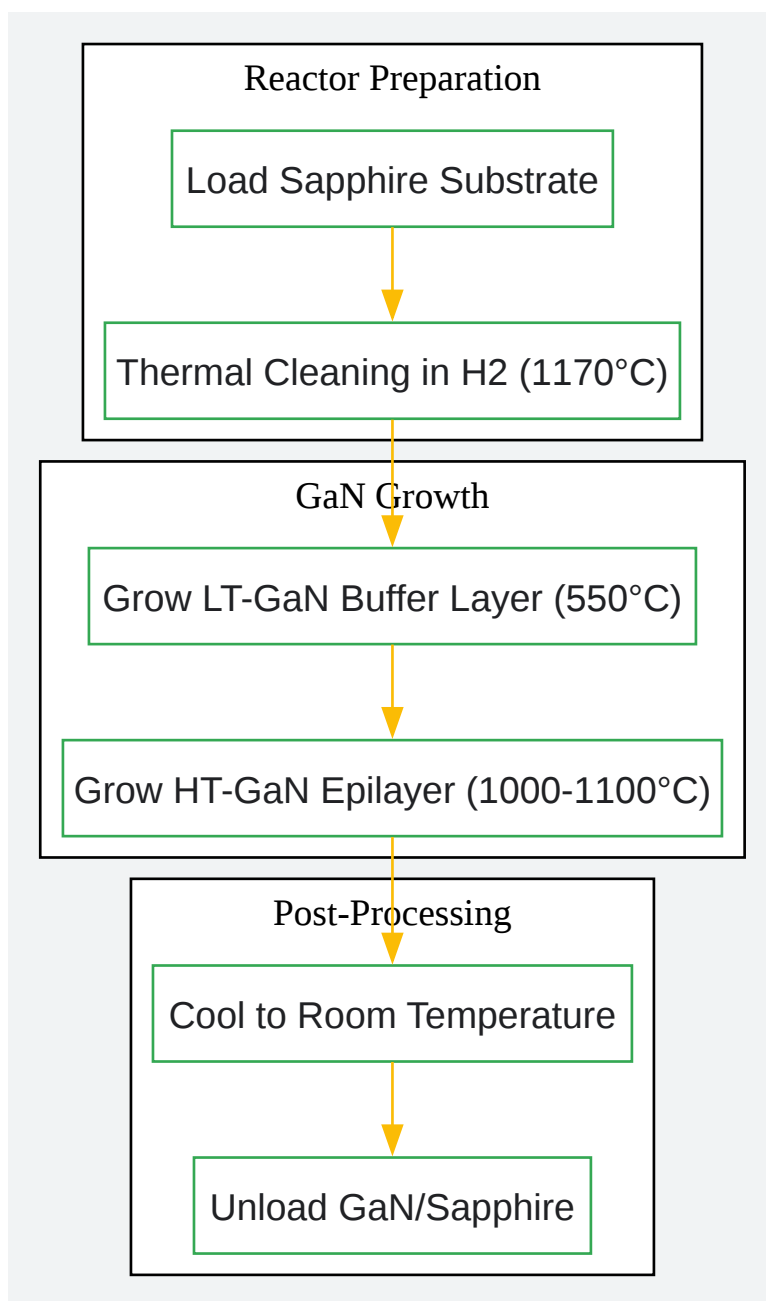 Reactor Preparation
Load Sapphire Substrate
Thermal Cleaning in H2 (1170°C)
GaN Growth
Grow LT-GaN Buffer Layer (550°C)
Grow HT-GaN Epilayer (1000-1100°C)
Post-Processing
Cool to Room Temperature
Unload GaN/Sapphire